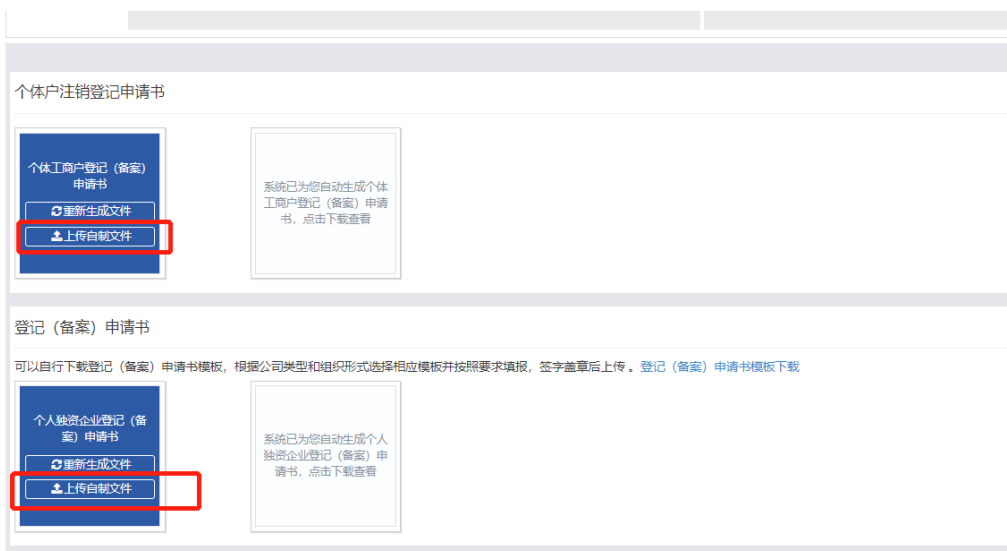 个体户注销登记申请书
个体工商户登记（备案）
申请书
重新生成文件
上传自制文件
系统已为您自动生成个体
工商户登记（备案）申请
书，点击下载查看
登记（备案）申请书
可以自行下载登记（备案）申请书模板，根据公司类型和组织形式选择相应模板并按照要求填报，签字盖章后上传 。登记（备案）申请书模板下载
个人独资企业登记（备
案）申请书
重新生成文件
上传自制文件
系统已为您自动生成个人
独资企业登记（备案）申
请书，点击下载查看